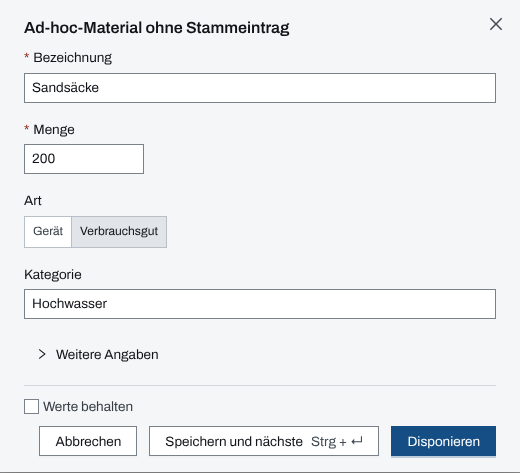 Ad-hoc-Material ohne Stammeintrag
* Bezeichnung
Sandsäcke
* Menge
200
Art
Gerät Verbrauchsgut
Kategorie
Hochwasser
Weitere Angaben
Werte behalten
Abbrechen Speichern und nächste Strg + ↵ Disponieren